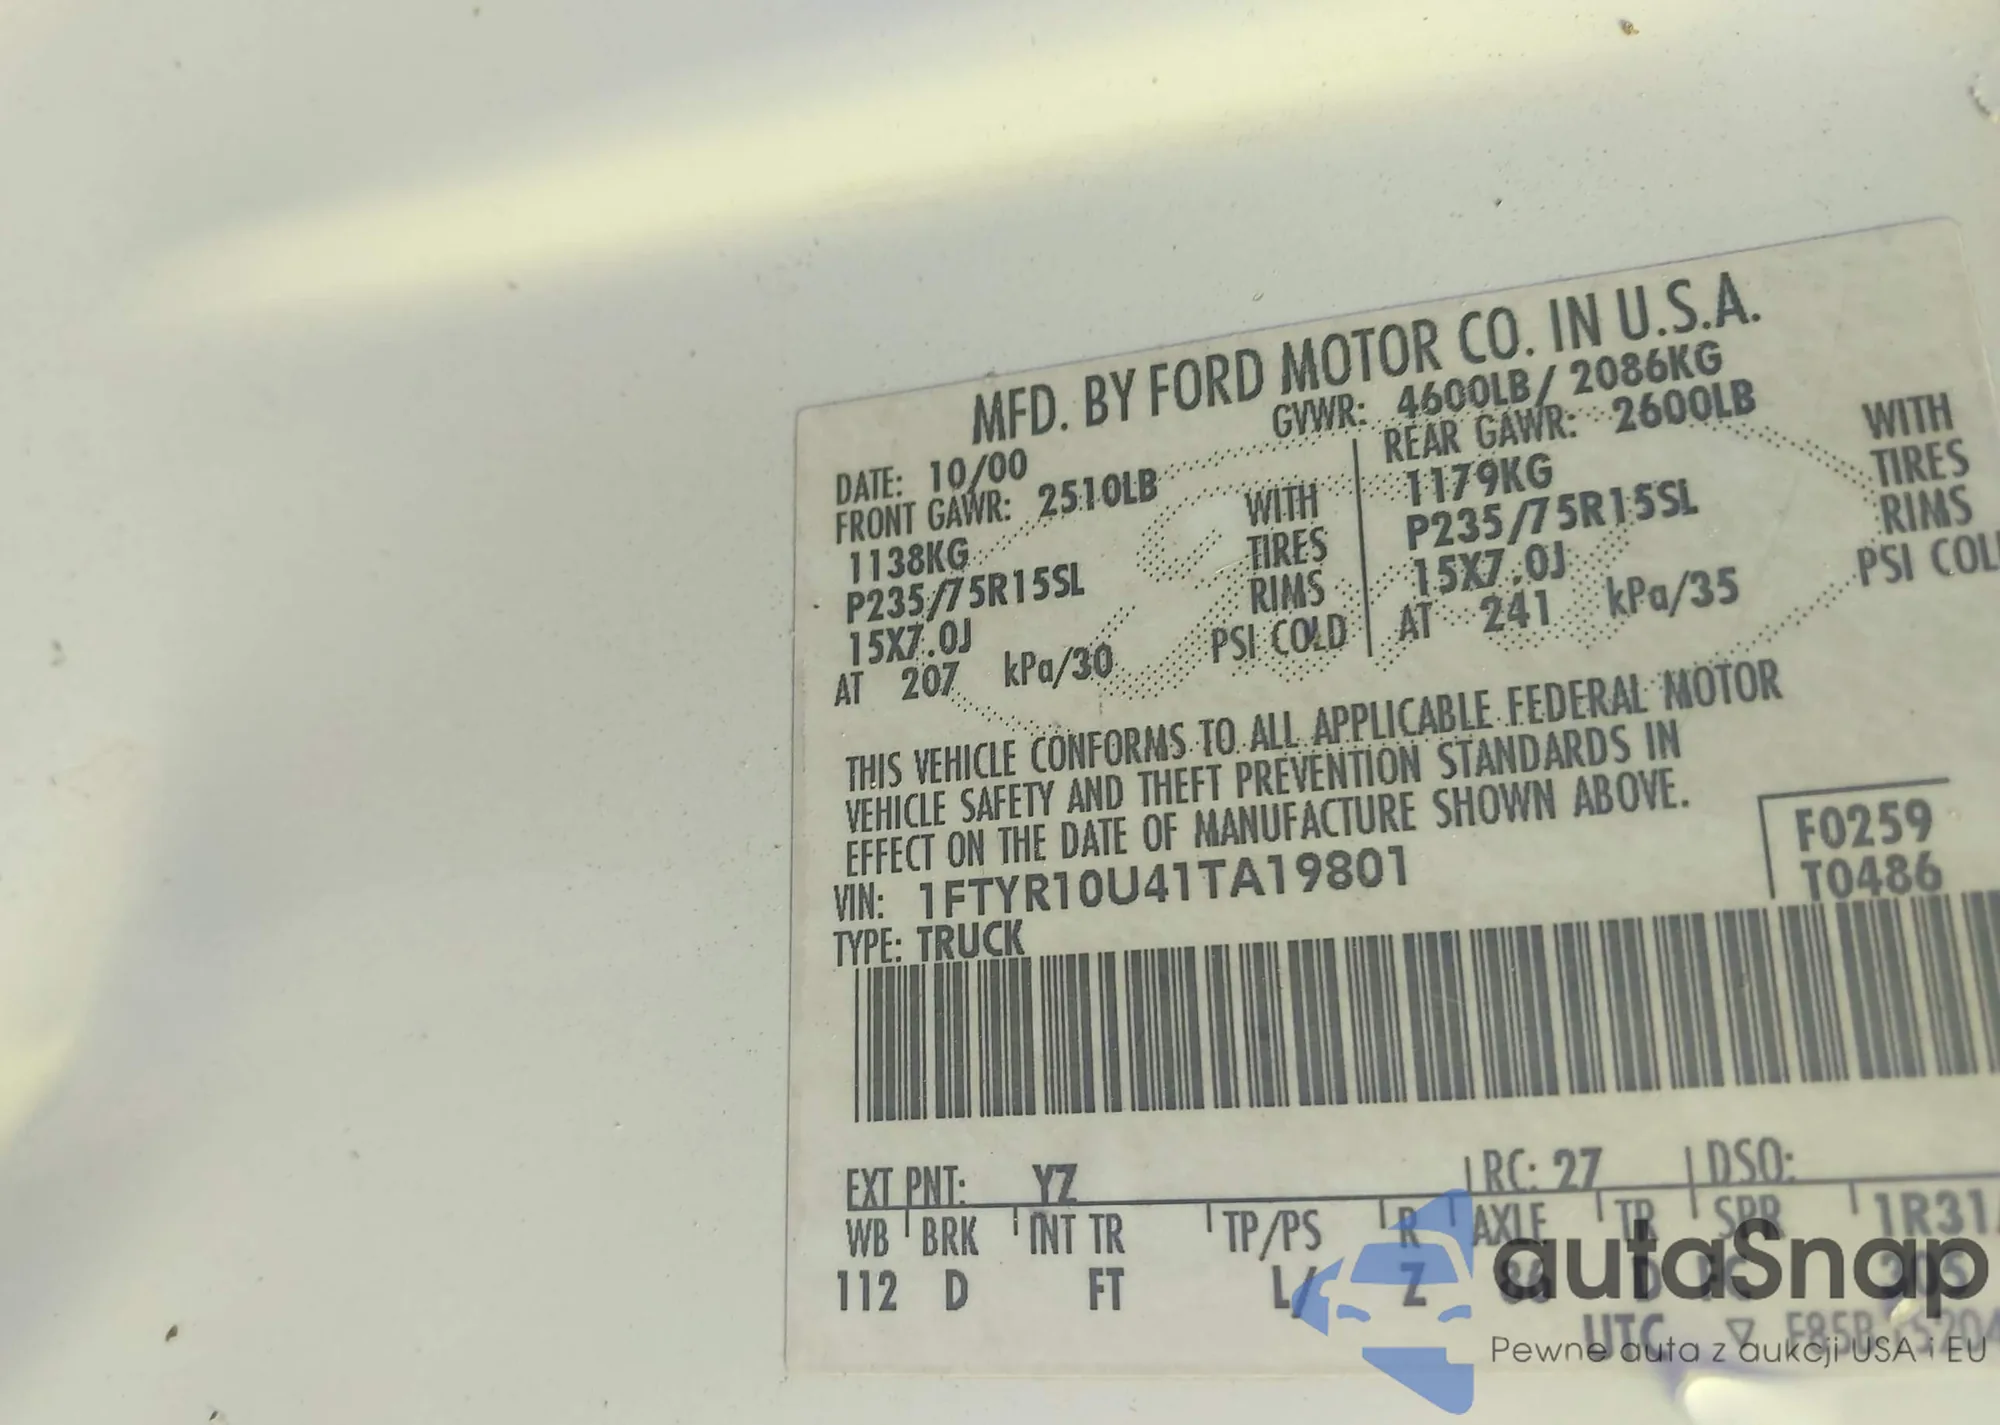 MFD. BY FORD MOTOR CO. IN U.S.A.
DATE: 10/00 GVWR: 4600LB/ 2086KG
FRONT GAWR: 2510LB REAR GAWR: 2600LB
1138KG WITH 1179KG WITH
P235/75R15SL TIRES P235/75R15SL TIRES
15X7.0J RIMS 15X7.0J RIMS
AT 207 kPa/30 PSI COLD AT 241 kPa/35 PSI COL
THIS VEHICLE CONFORMS TO ALL APPLICABLE FEDERAL MOTOR
VEHICLE SAFETY AND THEFT PREVENTION STANDARDS IN
EFFECT ON THE DATE OF MANUFACTURE SHOWN ABOVE.
F0259
VIN: 1FTYR10U41TA19801 T0486
TYPE: TRUCK
EXT PNT: YZ RC: 27 DSO:
WB BRK INT TR TP/PS R AXLE TR SPR 1R31
112 D FT L/ Z 86 D
UTC
autaSnap
Pewne auta z aukcji USA i EU